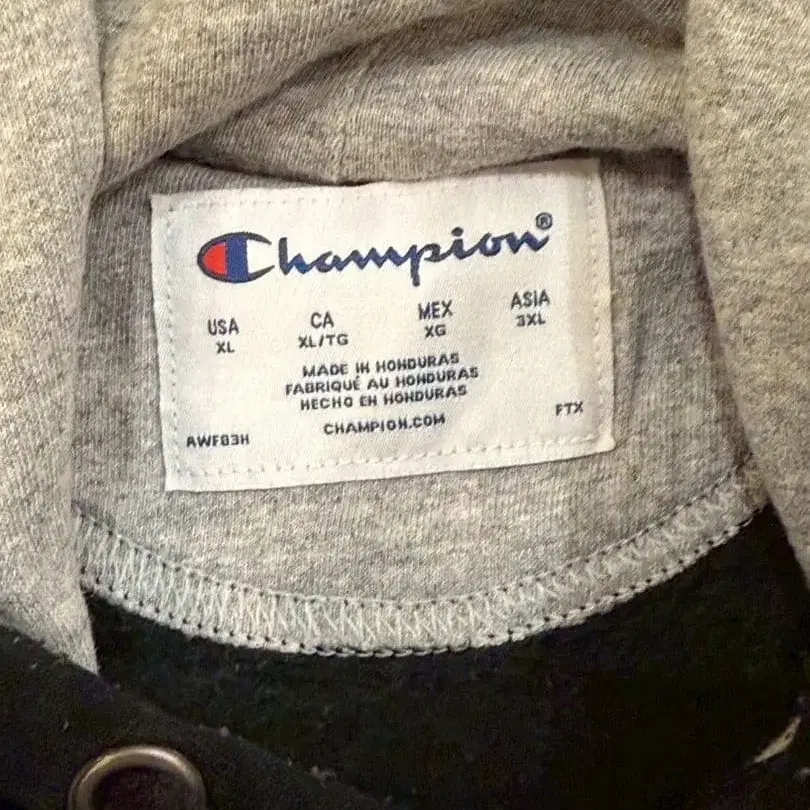 Champion®
USA CA MEX ASIA
XL XL/TG XG 3XL
MADE IN HONDURAS
FABRIQUÉ AU HONDURAS
HECHO EN HONDURAS
AWF83H CHAMPION.COM FTX